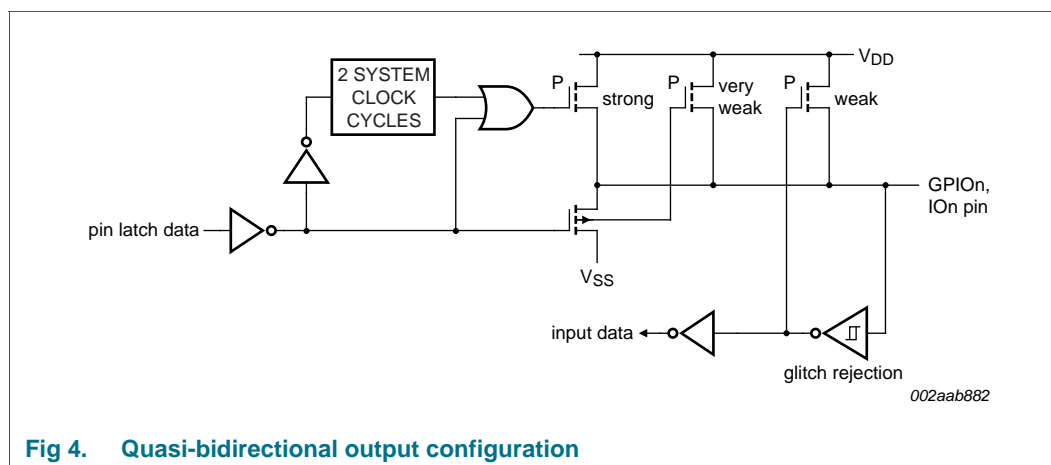 2 SYSTEM
CLOCK
CYCLES
P
strong
P
very
weak
P
weak
VDD
GPIOn,
IOn pin
pin latch data
VSS
input data
glitch rejection
002aab882
Fig 4. Quasi-bidirectional output configuration